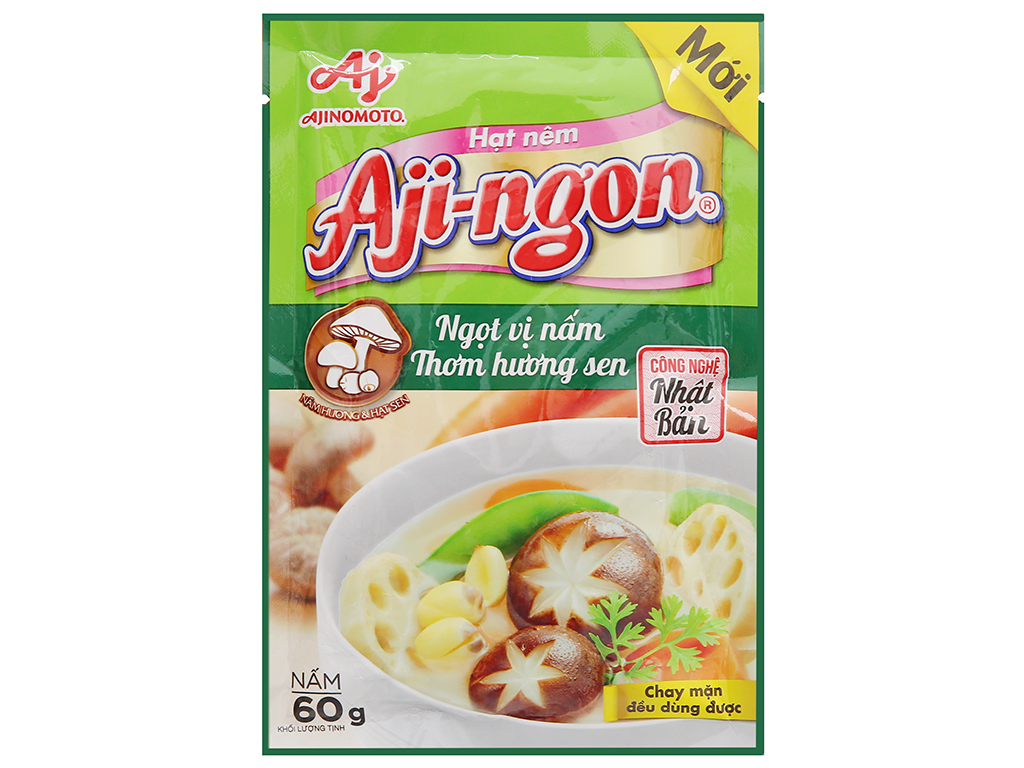 Mới
Aj
AJINOMOTO.
Hạt nêm
Aji-ngon®
Ngọt vị nấm
Thơm hương sen
CÔNG NGHỆ
Nhật
Bản
NẤM HƯƠNG & HẠT SEN
NẤM
60g
KHỐI LƯỢNG TỊNH
Chay mặn
đều dùng được